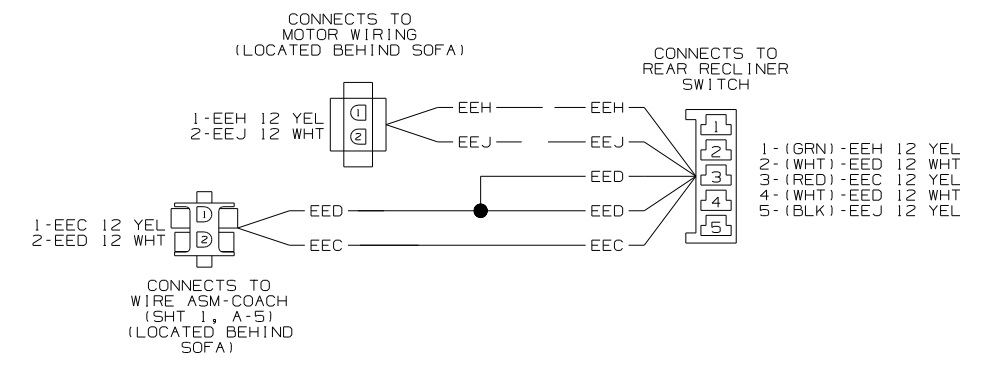 CONNECTS TO
MOTOR WIRING
(LOCATED BEHIND SOFA)
1-EEH 12 YEL
2-EEJ 12 WHT
1
2
EEH
EEJ
EEH
EEJ
EED
EED
EEC
CONNECTS TO
REAR RECLINER
SWITCH
1
2
3
4
5
1-(GRN)-EEH 12 YEL
2-(WHT)-EED 12 WHT
3-(RED)-EEC 12 YEL
4-(WHT)-EED 12 WHT
5-(BLK)-EEJ 12 YEL
1-EEC 12 YEL
2-EED 12 WHT
1
2
EED
EEC
CONNECTS TO
WIRE ASM-COACH
(SHT 1, A-5)
(LOCATED BEHIND
SOFA)